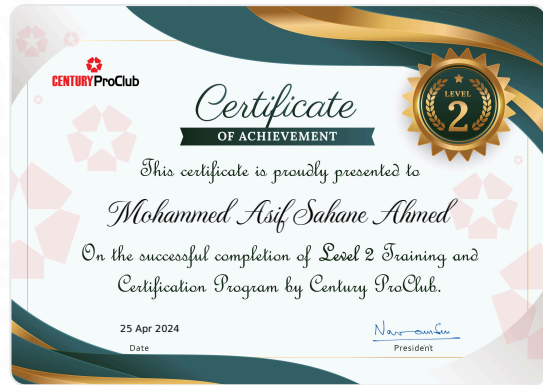 CENTURY ProClub
LEVEL
2
Certificate
OF ACHIEVEMENT
This certificate is proudly presented to
Mohammed Asif Sahane Ahmed
On the successful completion of Level 2 Training and
Certification Program by Century ProClub.
25 Apr 2024
Date
President